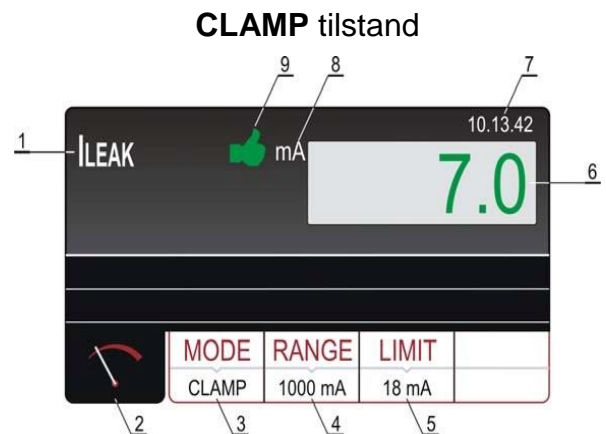 CLAMP tilstand
9 8 7
10.13.42
1 ILEAK mA
7.0 6
MODE RANGE LIMIT
CLAMP 1000 mA 18 mA
2 3 4 5